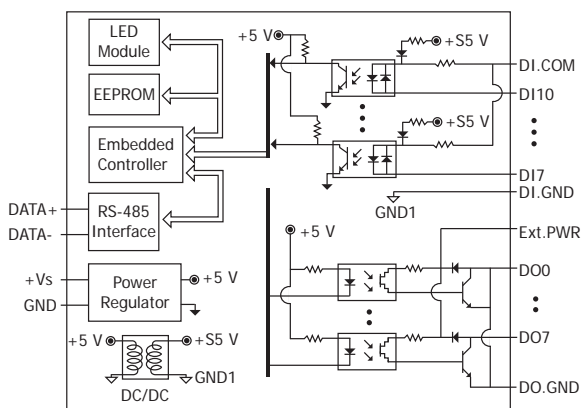 LED
Module
EEPROM
Embedded
Controller
DATA+
DATA-
RS-485
Interface
+Vs
GND
Power
Regulator
+5 V
+5 V
+S5 V
GND1
DC/DC
+5 V
+S5 V
DI.COM
DI10
+S5 V
DI7
DI.GND
GND1
Ext.PWR
+5 V
DO0
DO7
DO.GND